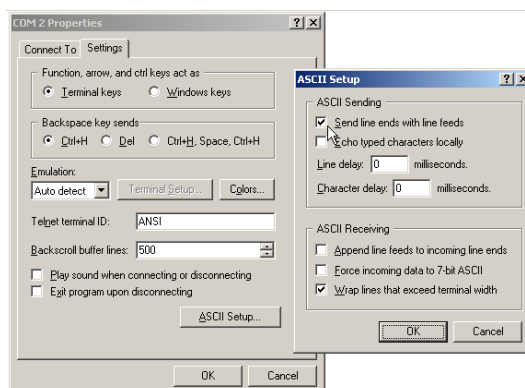 COM 2 Properties
Connect To
Settings
Function, arrow, and ctrl keys act as
Terminal keys
Windows keys
Backspace key sends
Ctrl+H
Del
Ctrl+H, Space, Ctrl+H
Emulation:
Auto detect
Terminal Setup...
Colors...
Telnet terminal ID:
ANSI
Backscroll buffer lines:
500
Play sound when connecting or disconnecting
Exit program upon disconnecting
ASCII Setup...
OK
Cancel
ASCII Setup
ASCII Sending
Send line ends with line feeds
Echo typed characters locally
Line delay: 0 milliseconds.
Character delay: 0 milliseconds.
ASCII Receiving
Append line feeds to incoming line ends
Force incoming data to 7-bit ASCII
Wrap lines that exceed terminal width
OK
Cancel